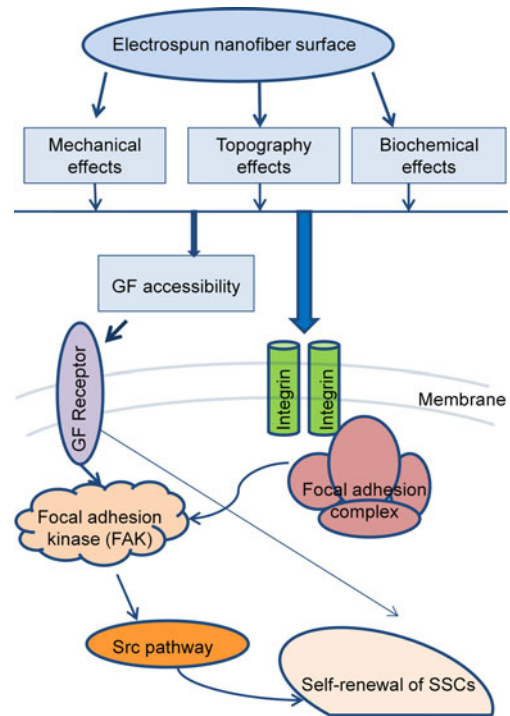 Electrospun nanofiber surface
Mechanical
effects
Topography
effects
Biochemical
effects
GF accessibility
GF Receptor
Integrin
Integrin
Membrane
Focal adhesion
complex
Focal adhesion
kinase (FAK)
Src pathway
Self-renewal of SSCs